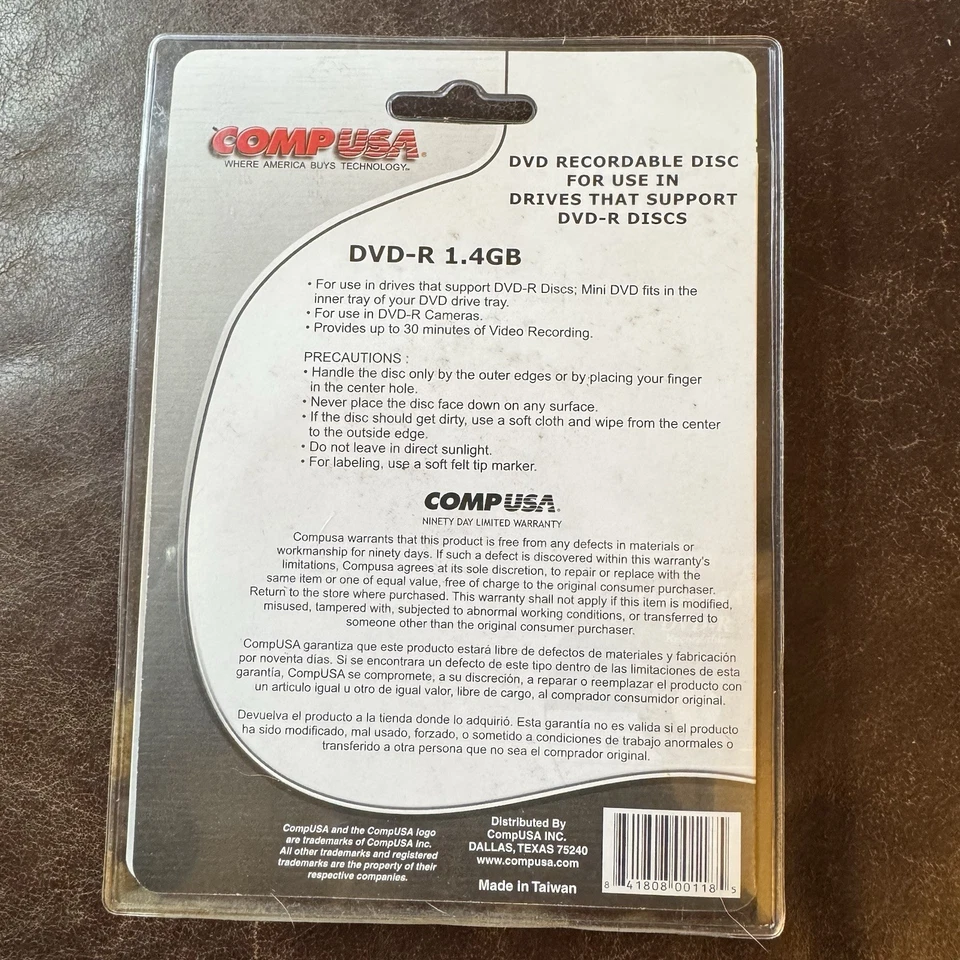 COMPUSA®
WHERE AMERICA BUYS TECHNOLOGY™
DVD RECORDABLE DISC
FOR USE IN
DRIVES THAT SUPPORT
DVD-R DISCS
DVD-R 1.4GB
• For use in drives that support DVD-R Discs; Mini DVD fits in the
inner tray of your DVD drive tray.
• For use in DVD-R Cameras.
• Provides up to 30 minutes of Video Recording.
PRECAUTIONS :
• Handle the disc only by the outer edges or by placing your finger
in the center hole.
• Never place the disc face down on any surface.
• If the disc should get dirty, use a soft cloth and wipe from the center
to the outside edge.
• Do not leave in direct sunlight.
• For labeling, use a soft felt tip marker.
COMPUSA®
NINETY DAY LIMITED WARRANTY
Compusa warrants that this product is free from any defects in materials or
workmanship for ninety days. If such a defect is discovered within this warranty's
limitations, Compusa agrees at its sole discretion, to repair or replace with the
same item or one of equal value, free of charge to the original consumer purchaser.
Return to the store where purchased. This warranty shall not apply if this item is modified,
misused, tampered with, subjected to abnormal working conditions, or transferred to
someone other than the original consumer purchaser.
CompUSA garantiza que este producto estará libre de defectos de materiales y fabricación
por noventa días. Si se encontrara un defecto de este tipo dentro de las limitaciones de esta
garantía, CompUSA se compromete, a su discreción, a reparar o reemplazar el producto con
un articulo igual u otro de igual valor, libre de cargo, al comprador consumidor original.
Devuelva el producto a la tienda donde lo adquirió. Esta garantía no es valida si el producto
ha sido modificado, mal usado, forzado, o sometido a condiciones de trabajo anormales o
transferido a otra persona que no sea el comprador original.
CompUSA and the CompUSA logo
are trademarks of CompUSA Inc.
All other trademarks and registered
trademarks are the property of their
respective companies.
Distributed By
CompUSA INC.
DALLAS, TEXAS 75240
www.compusa.com
Made in Taiwan
8 41808 00118 5